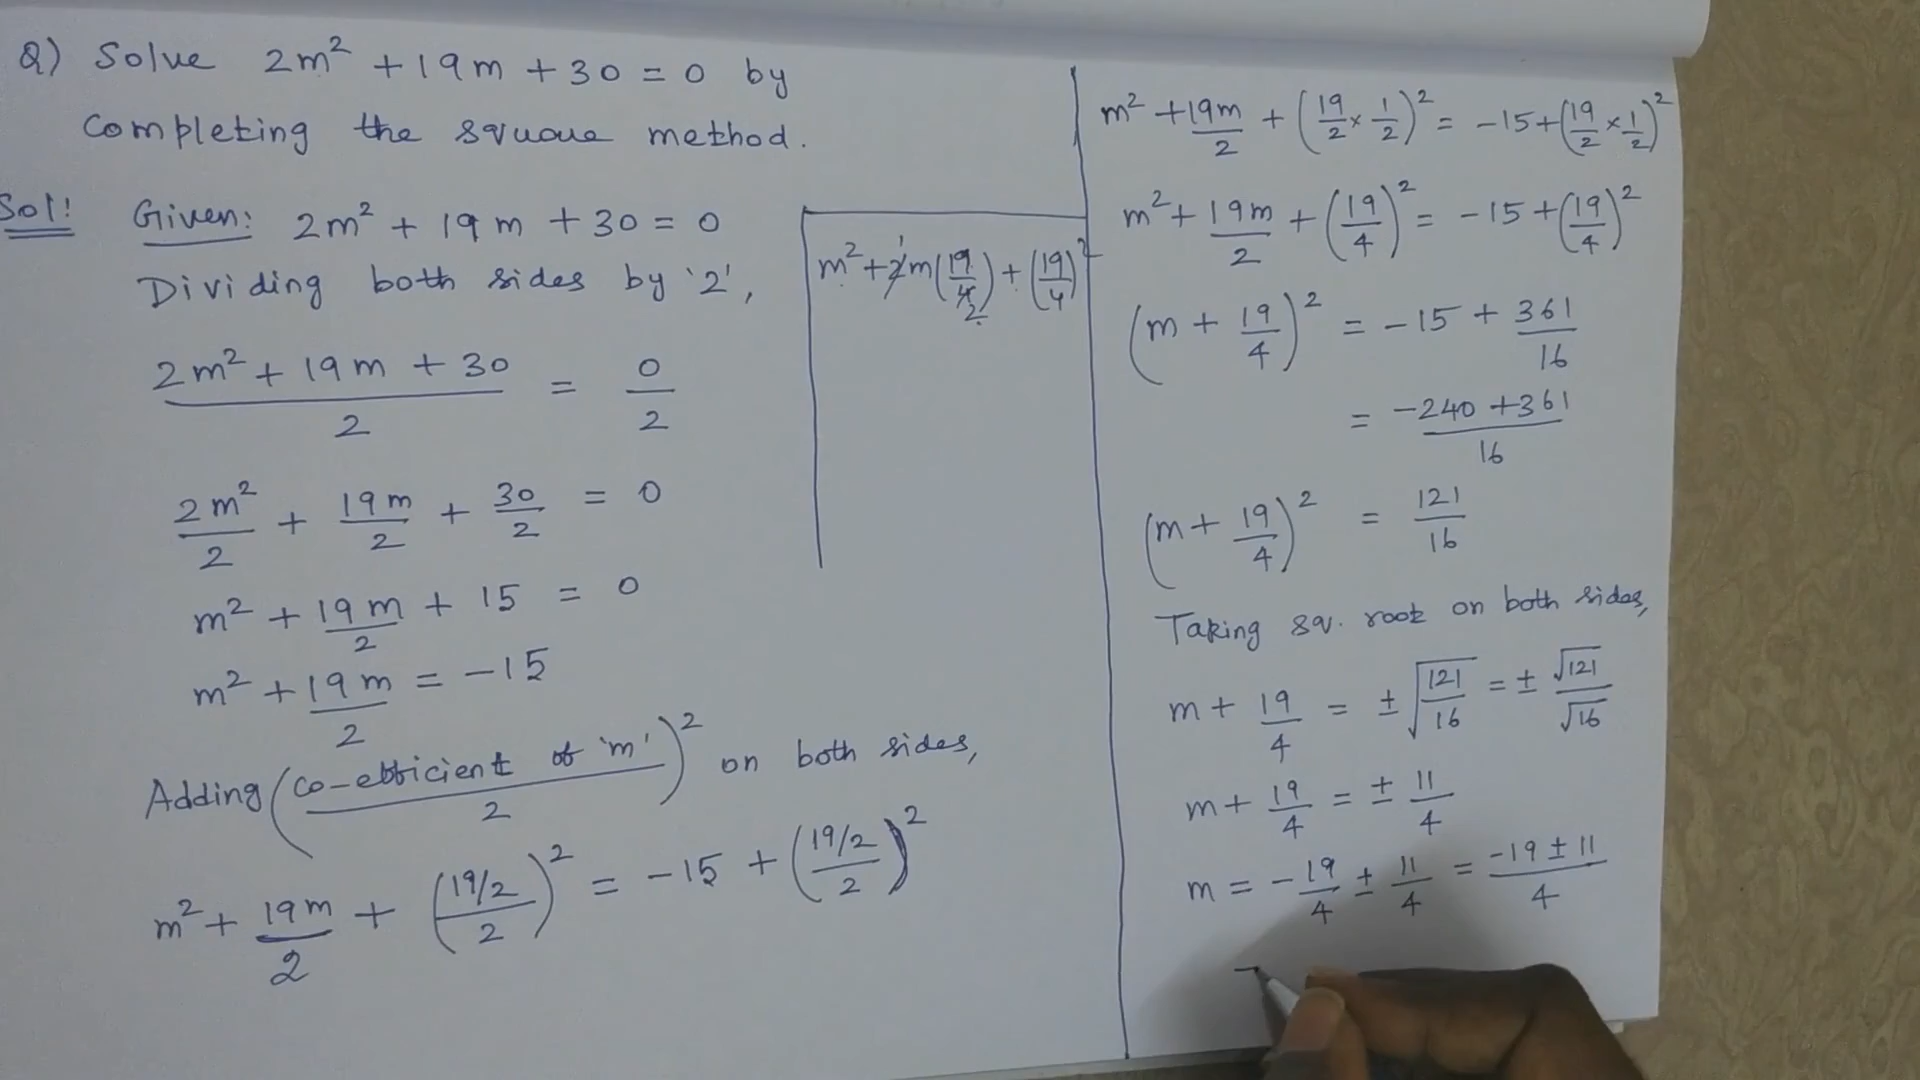 Q) Solve 2m² + 19m + 30 = 0 by
Completing the square method.
Sol: Given: 2m² + 19m + 30 = 0
Dividing both sides by '2',
(2m² + 19m + 30)/2 = 0/2
2m²/2 + 19m/2 + 30/2 = 0
m² + 19m/2 + 15 = 0
m² + 19m/2 = -15
Adding (co-efficient of 'm'/2)² on both sides,
m² + 19m/2 + ((19/2)/2)² = -15 + ((19/2)/2)²
m² + 2m(19/4) + (19/4)²
1
2
m² + 19m/2 + (19/2 × 1/2)² = -15 + (19/2 × 1/2)²
m² + 19m/2 + (19/4)² = -15 + (19/4)²
(m + 19/4)² = -15 + 361/16
= (-240 + 361)/16
(m + 19/4)² = 121/16
Taking sq. root on both sides,
m + 19/4 = ±√(121/16) = ± √121/√16
m + 19/4 = ± 11/4
m = -19/4 ± 11/4 = (-19 ± 11)/4